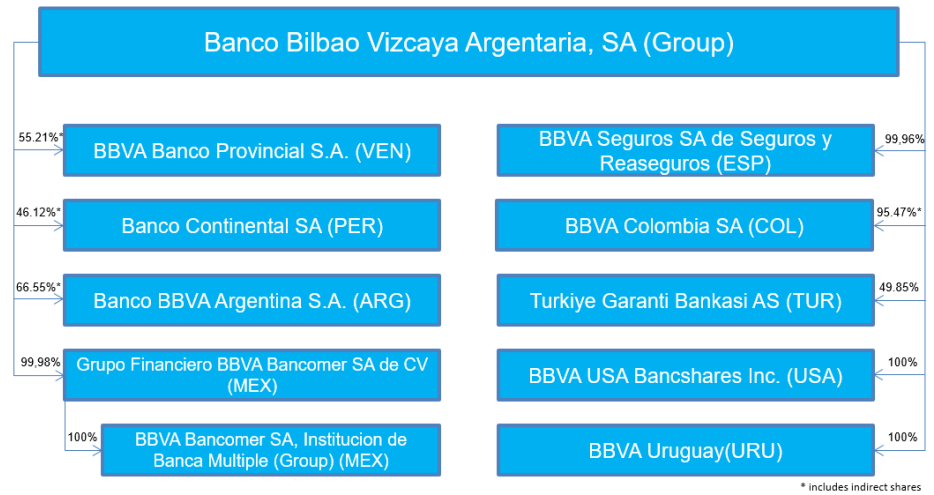 Banco Bilbao Vizcaya Argentaria, SA (Group)
55.21%*
BBVA Banco Provincial S.A. (VEN)
BBVA Seguros SA de Seguros y
Reaseguros (ESP)
99,96%
46.12%*
Banco Continental SA (PER)
BBVA Colombia SA (COL)
95.47%*
66.55%*
Banco BBVA Argentina S.A. (ARG)
Turkiye Garanti Bankasi AS (TUR)
49.85%
99,98%
Grupo Financiero BBVA Bancomer SA de CV
(MEX)
BBVA USA Bancshares Inc. (USA)
100%
100%
BBVA Bancomer SA, Institucion de
Banca Multiple (Group) (MEX)
BBVA Uruguay(URU)
100%
* includes indirect shares